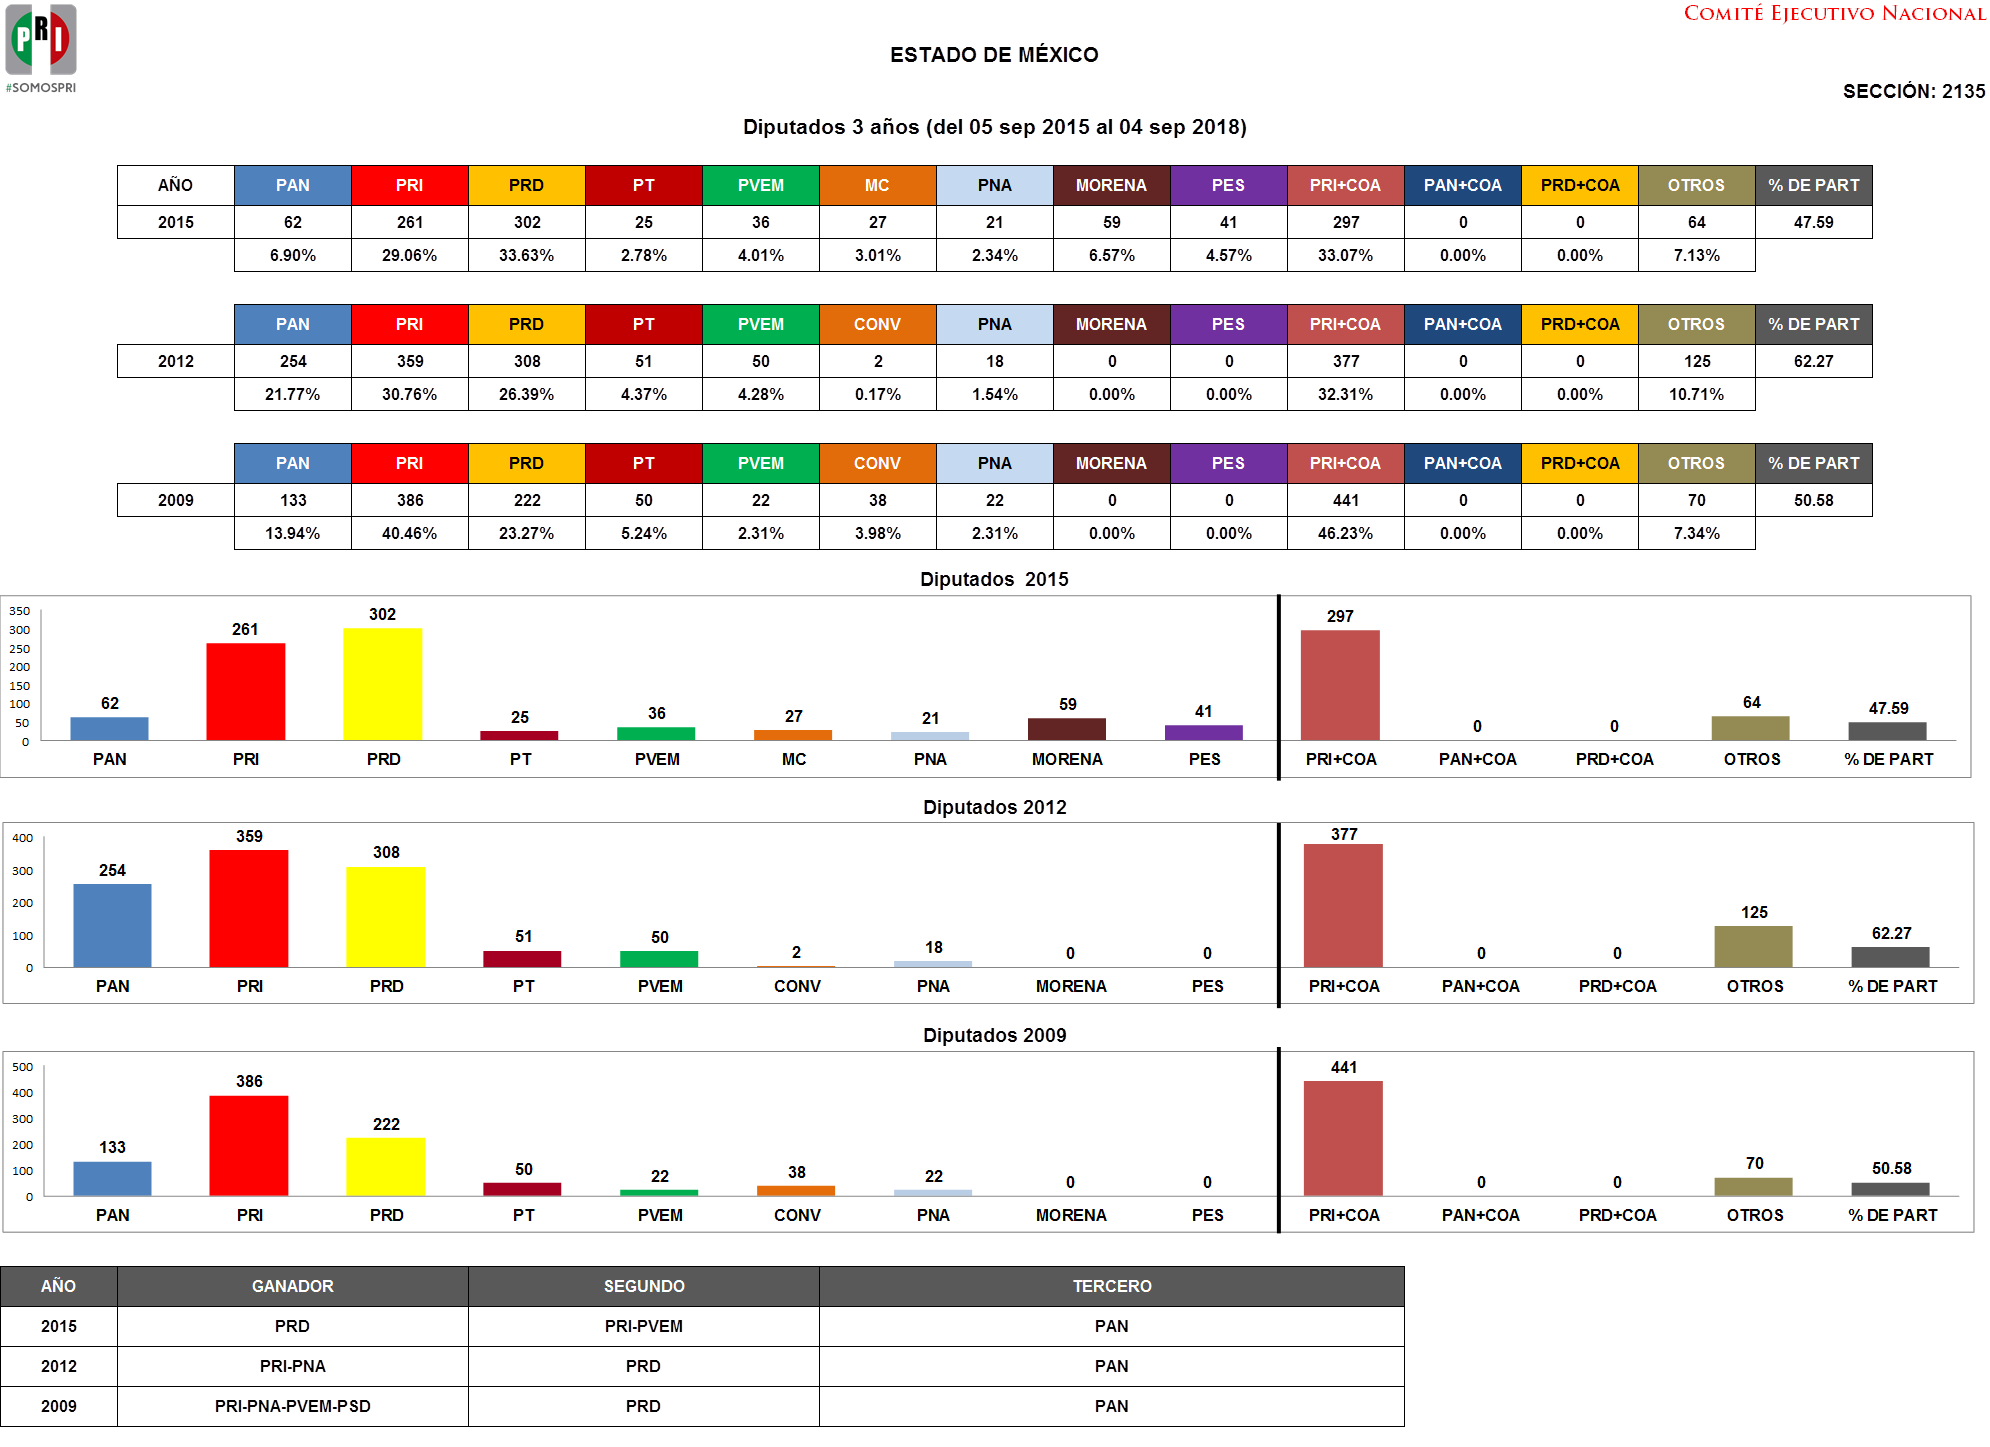 PRI
#SOMOSPRI
COMITÉ EJECUTIVO NACIONAL
ESTADO DE MÉXICO
SECCIÓN: 2135
Diputados 3 años (del 05 sep 2015 al 04 sep 2018)
AÑO PAN PRI PRD PT PVEM MC PNA MORENA PES PRI+COA PAN+COA PRD+COA OTROS % DE PART
2015 62 261 302 25 36 27 21 59 41 297 0 0 64 47.59
6.90% 29.06% 33.63% 2.78% 4.01% 3.01% 2.34% 6.57% 4.57% 33.07% 0.00% 0.00% 7.13%
PAN PRI PRD PT PVEM CONV PNA MORENA PES PRI+COA PAN+COA PRD+COA OTROS % DE PART
2012 254 359 308 51 50 2 18 0 0 377 0 0 125 62.27
21.77% 30.76% 26.39% 4.37% 4.28% 0.17% 1.54% 0.00% 0.00% 32.31% 0.00% 0.00% 10.71%
PAN PRI PRD PT PVEM CONV PNA MORENA PES PRI+COA PAN+COA PRD+COA OTROS % DE PART
2009 133 386 222 50 22 38 22 0 0 441 0 0 70 50.58
13.94% 40.46% 23.27% 5.24% 2.31% 3.98% 2.31% 0.00% 0.00% 46.23% 0.00% 0.00% 7.34%
Diputados 2015
350
300
250
200
150
100
50
0
62 261 302 25 36 27 21 59 41 297 0 0 64 47.59
PAN PRI PRD PT PVEM MC PNA MORENA PES PRI+COA PAN+COA PRD+COA OTROS % DE PART
Diputados 2012
400
300
200
100
0
254 359 308 51 50 2 18 0 0 377 0 0 125 62.27
PAN PRI PRD PT PVEM CONV PNA MORENA PES PRI+COA PAN+COA PRD+COA OTROS % DE PART
Diputados 2009
500
400
300
200
100
0
133 386 222 50 22 38 22 0 0 441 0 0 70 50.58
PAN PRI PRD PT PVEM CONV PNA MORENA PES PRI+COA PAN+COA PRD+COA OTROS % DE PART
AÑO GANADOR SEGUNDO TERCERO
2015 PRD PRI-PVEM PAN
2012 PRI-PNA PRD PAN
2009 PRI-PNA-PVEM-PSD PRD PAN